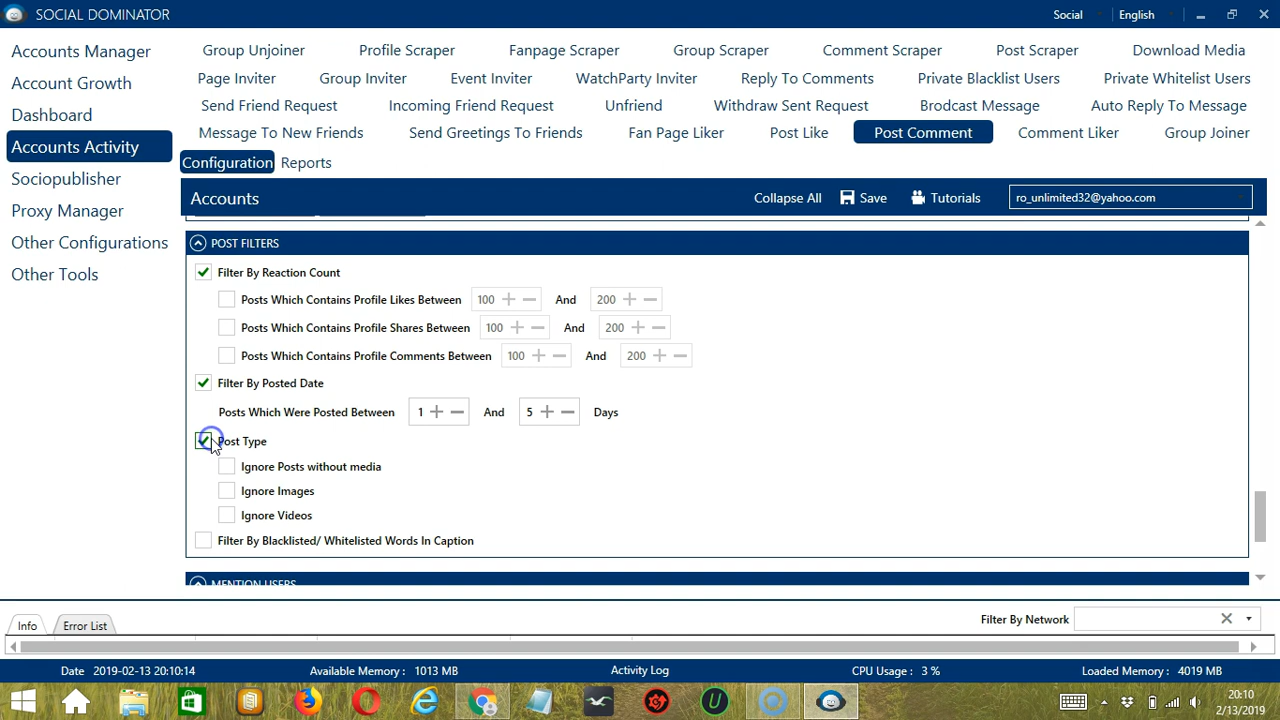 SOCIAL DOMINATOR Social English
Accounts Manager
Account Growth
Dashboard
Accounts Activity
Sociopublisher
Proxy Manager
Other Configurations
Other Tools
Group Unjoiner Profile Scraper Fanpage Scraper Group Scraper Comment Scraper Post Scraper Download Media
Page Inviter Group Inviter Event Inviter WatchParty Inviter Reply To Comments Private Blacklist Users Private Whitelist Users
Send Friend Request Incoming Friend Request Unfriend Withdraw Sent Request Brodcast Message Auto Reply To Message
Message To New Friends Send Greetings To Friends Fan Page Liker Post Like Post Comment Comment Liker Group Joiner
Configuration Reports
Accounts Collapse All Save Tutorials ro_unlimited32@yahoo.com
POST FILTERS
Filter By Reaction Count
Posts Which Contains Profile Likes Between 100 And 200
Posts Which Contains Profile Shares Between 100 And 200
Posts Which Contains Profile Comments Between 100 And 200
Filter By Posted Date
Posts Which Were Posted Between 1 And 5 Days
Post Type
Ignore Posts without media
Ignore Images
Ignore Videos
Filter By Blacklisted/ Whitelisted Words In Caption
MENTION USERS
Info Error List Filter By Network
Date 2019-02-13 20:10:14 Available Memory : 1013 MB Activity Log CPU Usage : 3 % Loaded Memory : 4019 MB
20:10
2/13/2019